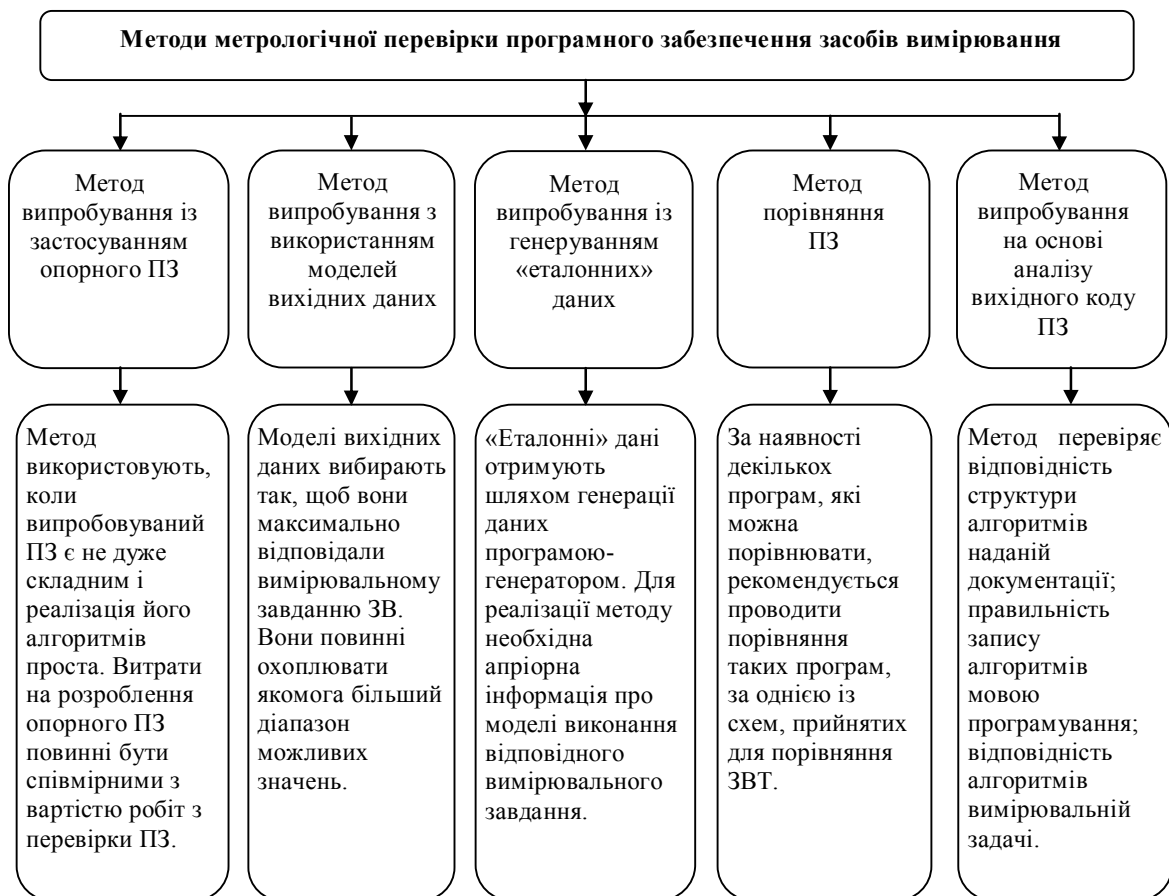 Методи метрологічної перевірки програмного забезпечення засобів вимірювання
Метод
випробування із
застосуванням
опорного ПЗ
Метод
випробування з
використанням
моделей
вихідних даних
Метод
випробування із
генеруванням
«еталонних»
даних
Метод
порівняння
ПЗ
Метод
випробування
на основі
аналізу
вихідного коду
ПЗ
Метод
використовують,
коли
випробовуваний
ПЗ є не дуже
складним і
реалізація його
алгоритмів
проста. Витрати
на розроблення
опорного ПЗ
повинні бути
співмірними з
вартістю робіт з
перевірки ПЗ.
Моделі вихідних
даних вибирають
так, щоб вони
максимально
відповідали
вимірювальному
завданню ЗВ.
Вони повинні
охоплювати
якомога більший
діапазон
можливих
значень.
«Еталонні» дані
отримують
шляхом генерації
даних
програмою-
генератором. Для
реалізації методу
необхідна
апріорна
інформація про
моделі виконання
відповідного
вимірювального
завдання.
За наявності
декількох
програм, які
можна
порівнювати,
рекомендується
проводити
порівняння
таких програм,
за однією із
схем, прийнятих
для порівняння
ЗВТ.
Метод перевіряє
відповідність
структури
алгоритмів
наданій
документації;
правильність
запису
алгоритмів
мовою
програмування;
відповідність
алгоритмів
вимірювальній
задачі.